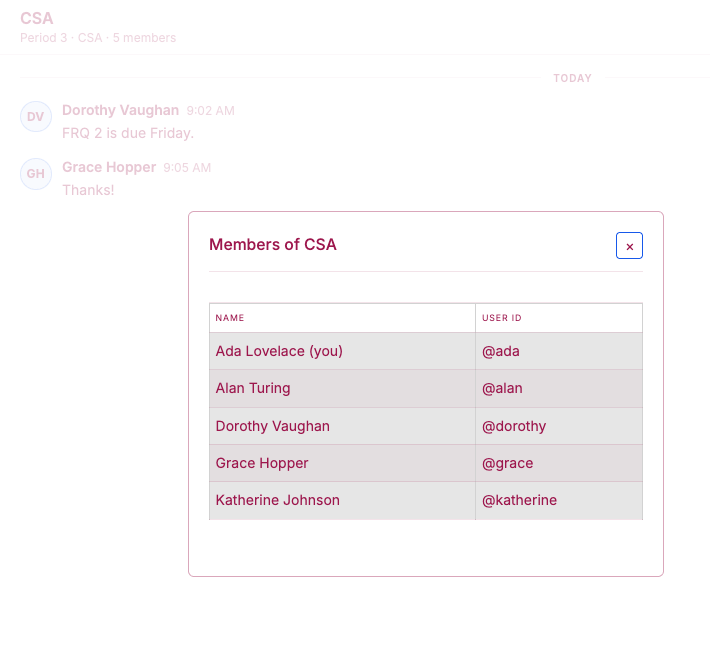 CSA
Period 3 · CSA · 5 members
TODAY
DV
Dorothy Vaughan 9:02 AM
FRQ 2 is due Friday.
GH
Grace Hopper 9:05 AM
Thanks!
Members of CSA
×
NAME USER ID
Ada Lovelace (you) @ada
Alan Turing @alan
Dorothy Vaughan @dorothy
Grace Hopper @grace
Katherine Johnson @katherine